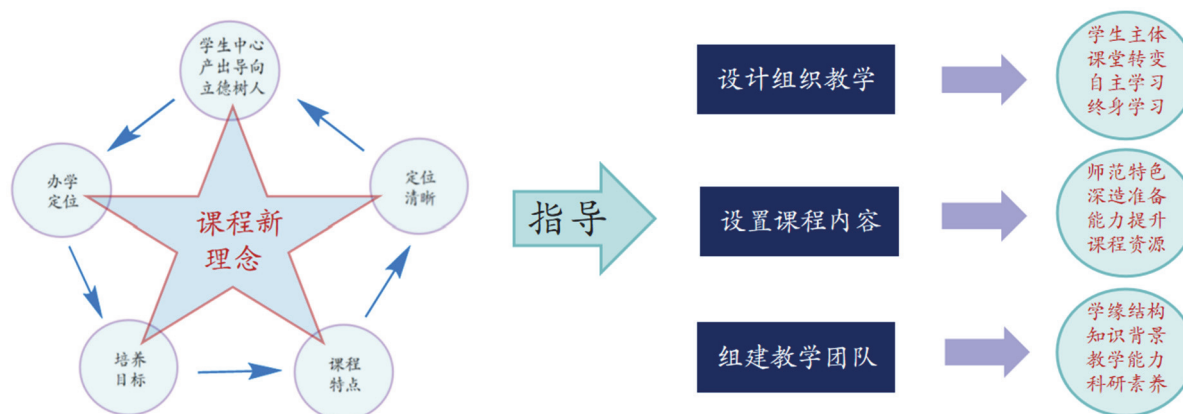 学生中心
产出导向
立德树人
办学
定位
定位
清晰
课程新
理念
培养
目标
课程
特点
指导
设计组织教学
学生主体
课堂转变
自主学习
终身学习
设置课程内容
师范特色
深造准备
能力提升
课程资源
组建教学团队
学缘结构
知识背景
教学能力
科研素养